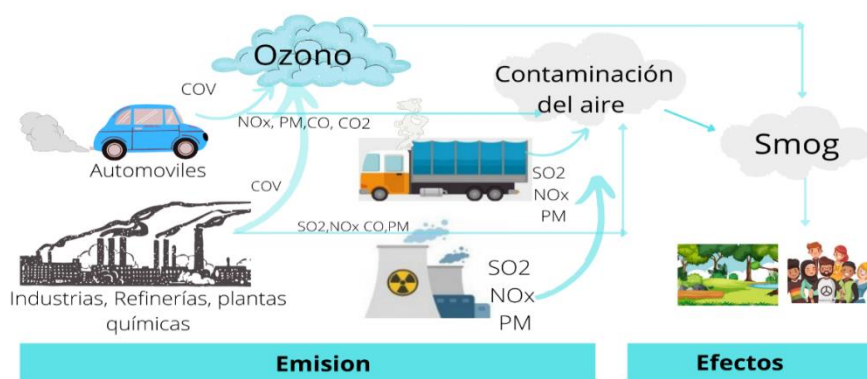 Ozono
COV
NOx, PM,CO, CO2
Automoviles
Contaminación
del aire
Smog
SO2
NOx
PM
COV
SO2,NOx CO,PM
Industrias, Refinerías, plantas
químicas
SO2
NOx
PM
Emision
Efectos